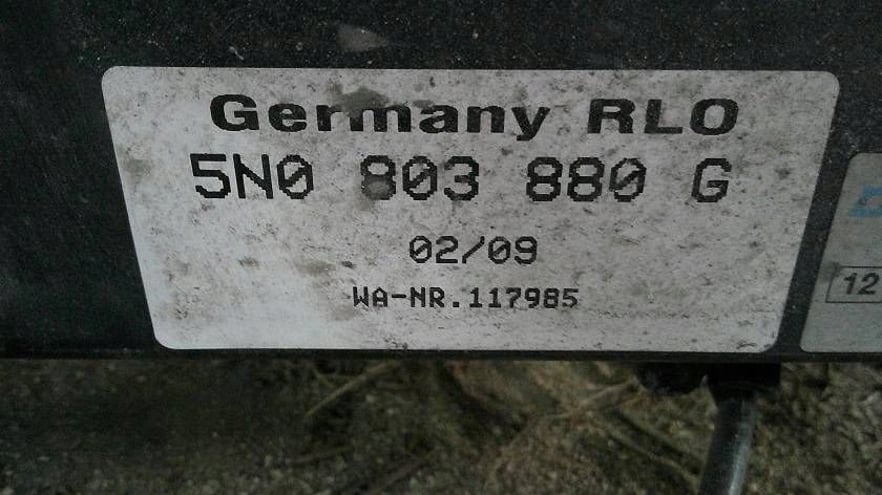 Germany RLO
5N0 803 880 G
02/09
WA-NR.117985
12